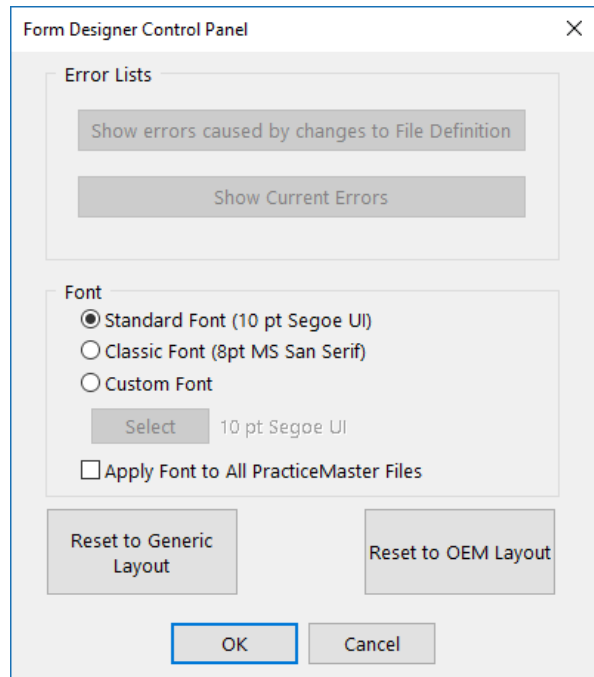 Form Designer Control Panel
Error Lists
Show errors caused by changes to File Definition
Show Current Errors
Font
Standard Font (10 pt Segoe UI)
Classic Font (8pt MS San Serif)
Custom Font
Select 10 pt Segoe UI
Apply Font to All PracticeMaster Files
Reset to Generic
Layout
Reset to OEM Layout
OK Cancel